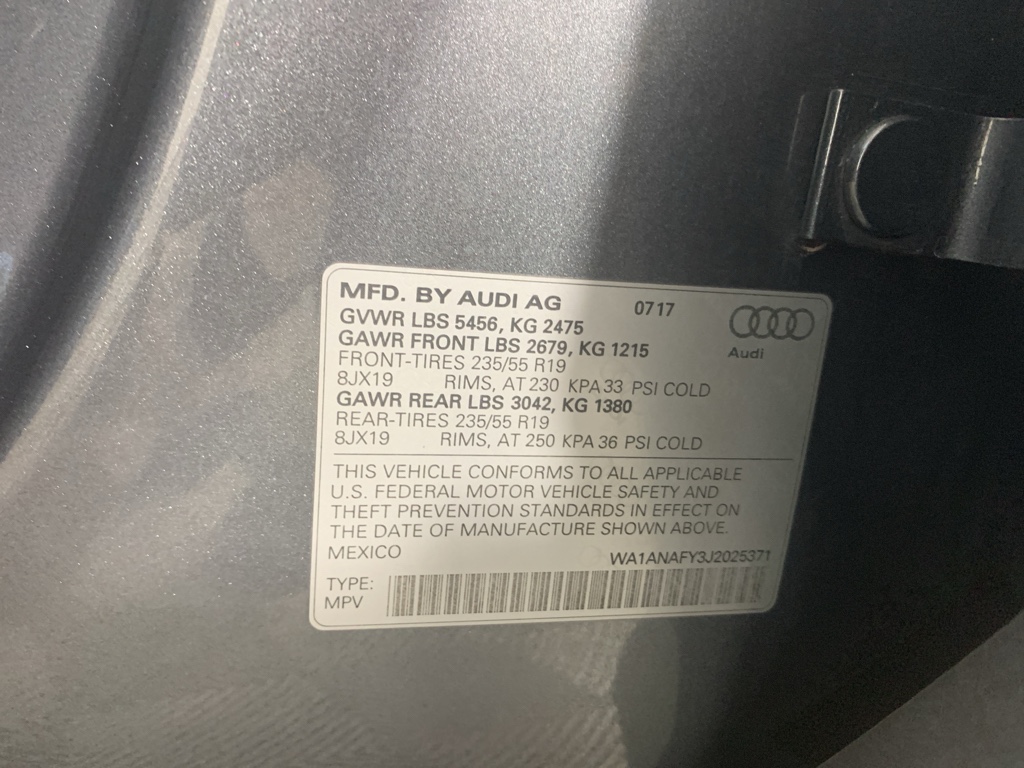 MFD. BY AUDI AG 0717
GVWR LBS 5456, KG 2475
GAWR FRONT LBS 2679, KG 1215
FRONT-TIRES 235/55 R19
8JX19 RIMS, AT 230 KPA 33 PSI COLD
GAWR REAR LBS 3042, KG 1380
REAR-TIRES 235/55 R19
8JX19 RIMS, AT 250 KPA 36 PSI COLD
Audi
THIS VEHICLE CONFORMS TO ALL APPLICABLE
U.S. FEDERAL MOTOR VEHICLE SAFETY AND
THEFT PREVENTION STANDARDS IN EFFECT ON
THE DATE OF MANUFACTURE SHOWN ABOVE.
MEXICO WA1ANAFY3J2025371
TYPE:
MPV